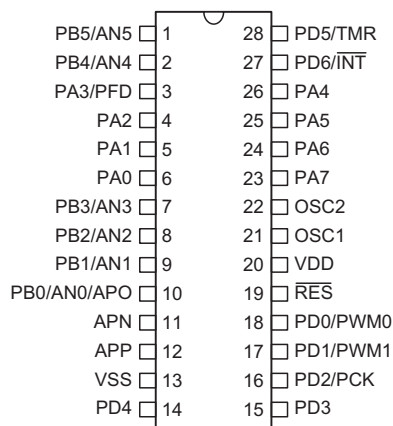 PB5/AN5 1 28 PD5/TMR
PB4/AN4 2 27 PD6/INT
PA3/PFD 3 26 PA4
PA2 4 25 PA5
PA1 5 24 PA6
PA0 6 23 PA7
PB3/AN3 7 22 OSC2
PB2/AN2 8 21 OSC1
PB1/AN1 9 20 VDD
PB0/AN0/APO 10 19 RES
APN 11 18 PD0/PWM0
APP 12 17 PD1/PWM1
VSS 13 16 PD2/PCK
PD4 14 15 PD3